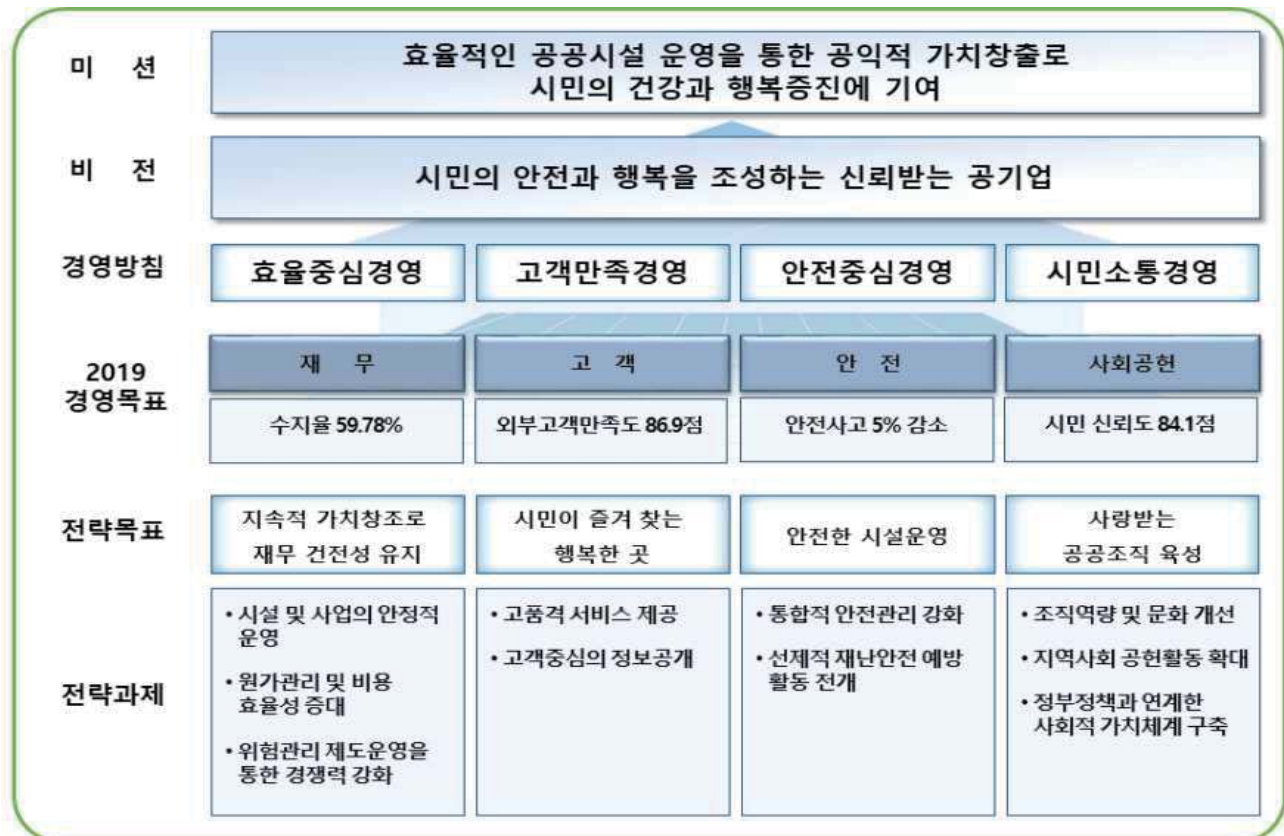 미 션
효율적인 공공시설 운영을 통한 공익적 가치창출로
시민의 건강과 행복증진에 기여
비 전
시민의 안전과 행복을 조성하는 신뢰받는 공기업
경영방침
효율중심경영
고객만족경영
안전중심경영
시민소통경영
2019
경영목표
재 무
고 객
안 전
사회공헌
수지율 59.78%
외부고객만족도 86.9점
안전사고 5% 감소
시민 신뢰도 84.1점
전략목표
지속적 가치창조로
재무 건전성 유지
시민이 즐겨 찾는
행복한 곳
안전한 시설운영
사랑받는
공공조직 육성
전략과제
• 시설 및 사업의 안정적
운영
• 원가관리 및 비용
효율성 증대
• 위험관리 제도운영을
통한 경쟁력 강화
• 고품격 서비스 제공
• 고객중심의 정보공개
• 통합적 안전관리 강화
• 선제적 재난안전 예방
활동 전개
• 조직역량 및 문화 개선
• 지역사회 공헌활동 확대
• 정부정책과 연계한
사회적 가치체계 구축